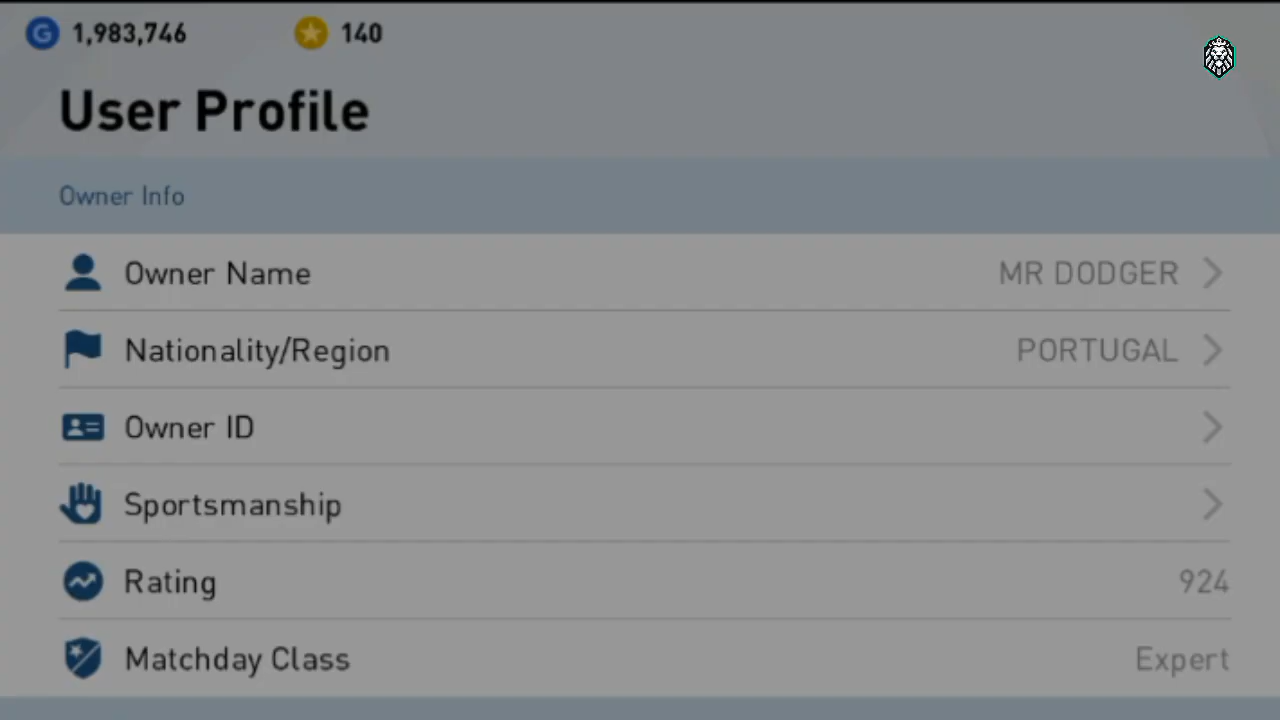 G 1,983,746 140
User Profile
Owner Info
Owner Name MR DODGER
Nationality/Region PORTUGAL
Owner ID
Sportsmanship
Rating 924
Matchday Class Expert